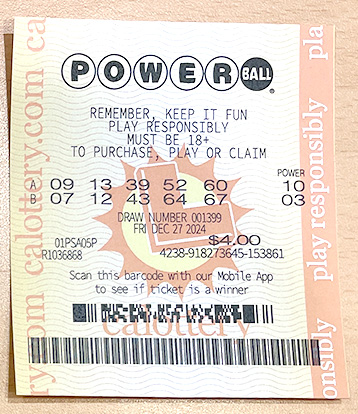 POWERBALL®
REMEMBER, KEEP IT FUN
PLAY RESPONSIBLY
MUST BE 18+
TO PURCHASE, PLAY OR CLAIM
POWER
A 09 13 39 52 60 10
B 07 12 43 64 67 03
DRAW NUMBER 001399
FRI DEC 27 2024
01PSA05P $4.00
R1036868 4238-918273645-153861
Scan this barcode with our Mobile App
to see if ticket is a winner
calottery
calottery.com
play responsibly